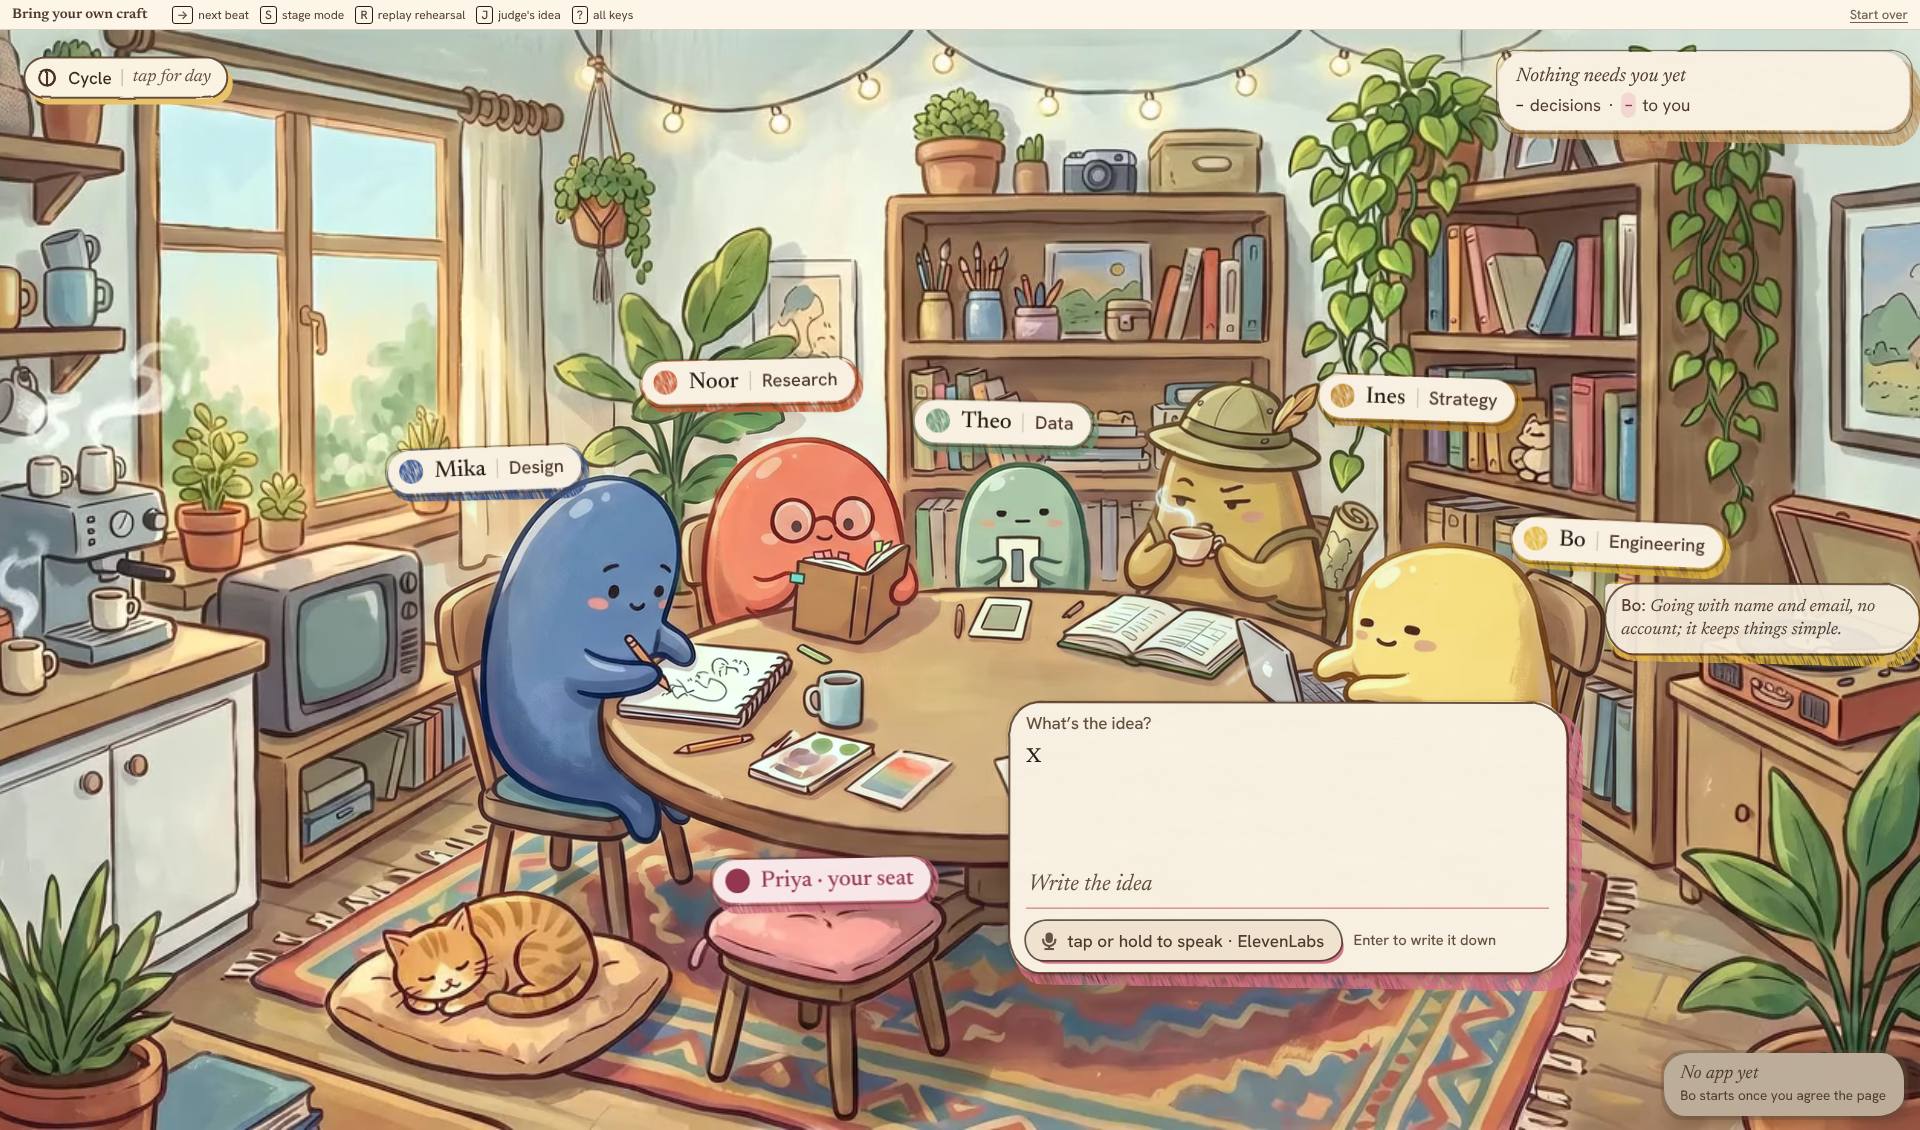 Bring your own craft → next beat S stage mode R replay rehearsal J judge's idea ? all keys Start over
Cycle | tap for day
Nothing needs you yet
– decisions · – to you
Noor | Research
Ines | Strategy
Theo | Data
Mika | Design
Bo | Engineering
Bo: Going with name and email, no
account; it keeps things simple.
What's the idea?
X
Priya · your seat
Write the idea
tap or hold to speak · ElevenLabs Enter to write it down
No app yet
Bo starts once you agree the page